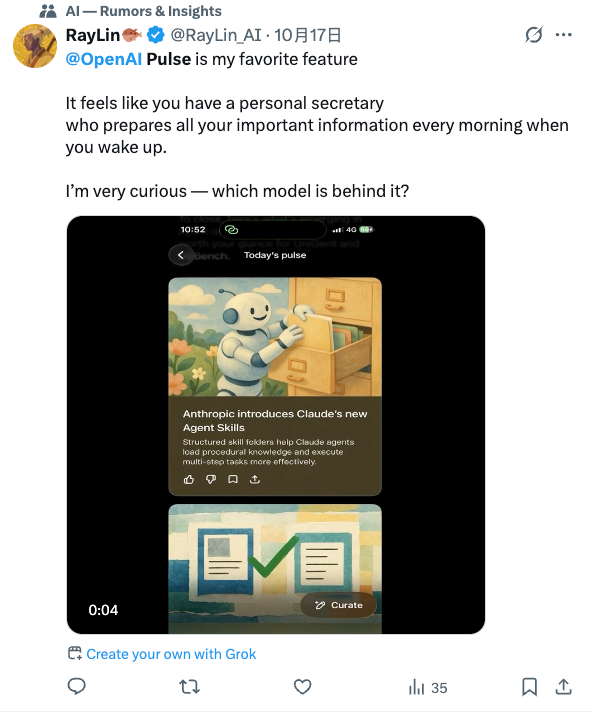 AI — Rumors & Insights
RayLin @RayLin_AI · 10月17日
@OpenAI Pulse is my favorite feature
It feels like you have a personal secretary
who prepares all your important information every morning when
you wake up.
I'm very curious — which model is behind it?
10:52
4G
Today's pulse
Anthropic introduces Claude's new
Agent Skills
Structured skill folders help Claude agents
load procedural knowledge and execute
multi-step tasks more effectively.
Curate
0:04
Create your own with Grok
35